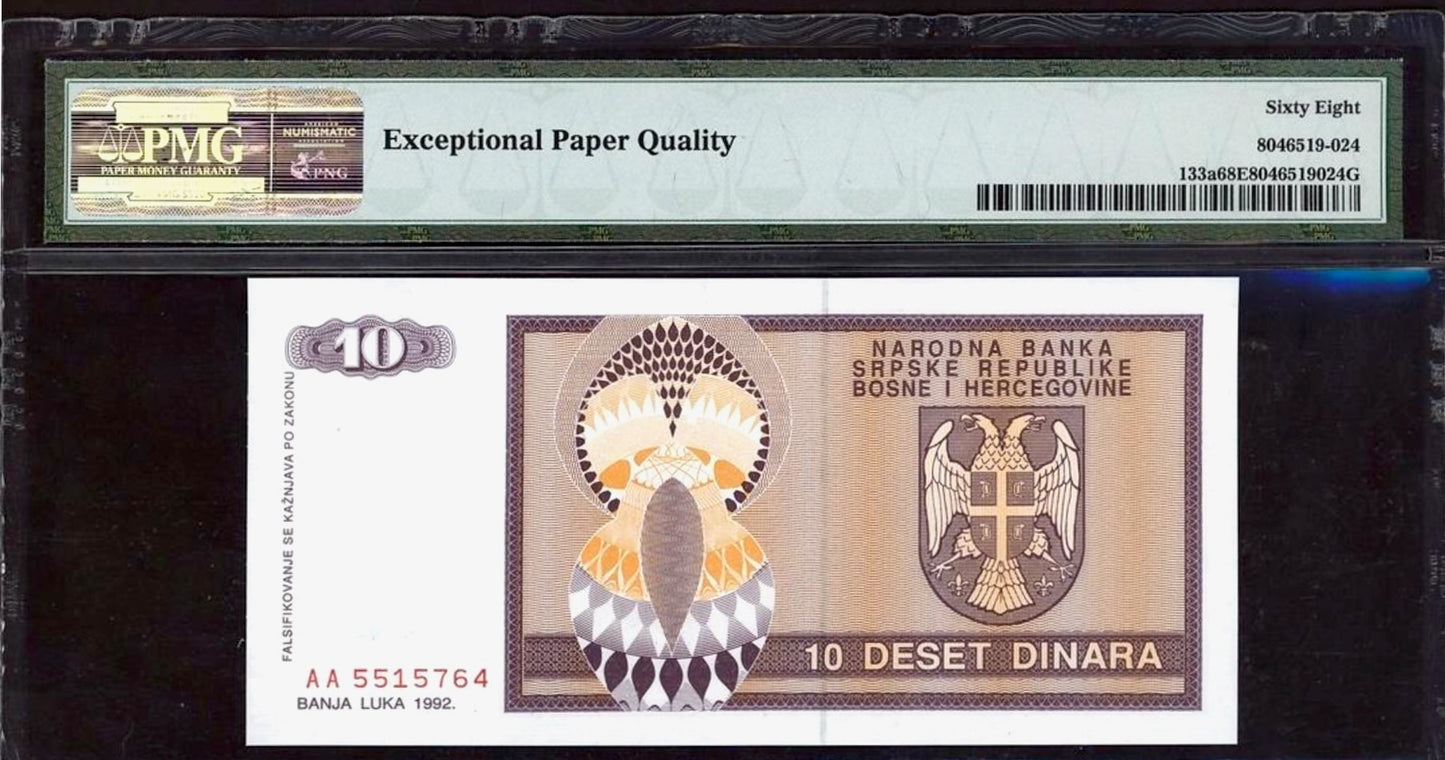 PMG
PAPER MONEY GUARANTY
NUMISMATIC
PNG
Exceptional Paper Quality
Sixty Eight
8046519-024
133a68E8046519024G
10
FALSIFIKOVANJE SE KAŽNJAVA PO ZAKONU
NARODNA BANKA
SRPSKE REPUBLIKE
BOSNE I HERCEGOVINE
10 DESET DINARA
AA 5515764
BANJA LUKA 1992.